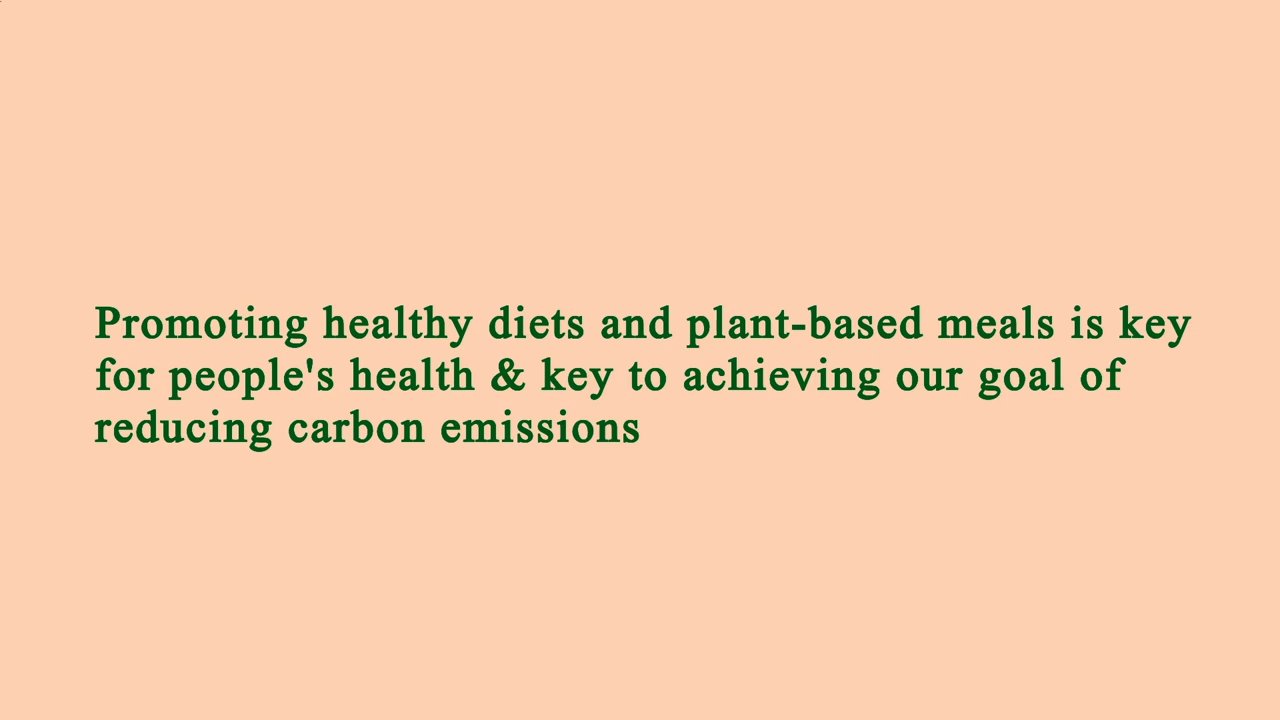 Promoting healthy diets and plant-based meals is key
for people's health & key to achieving our goal of
reducing carbon emissions